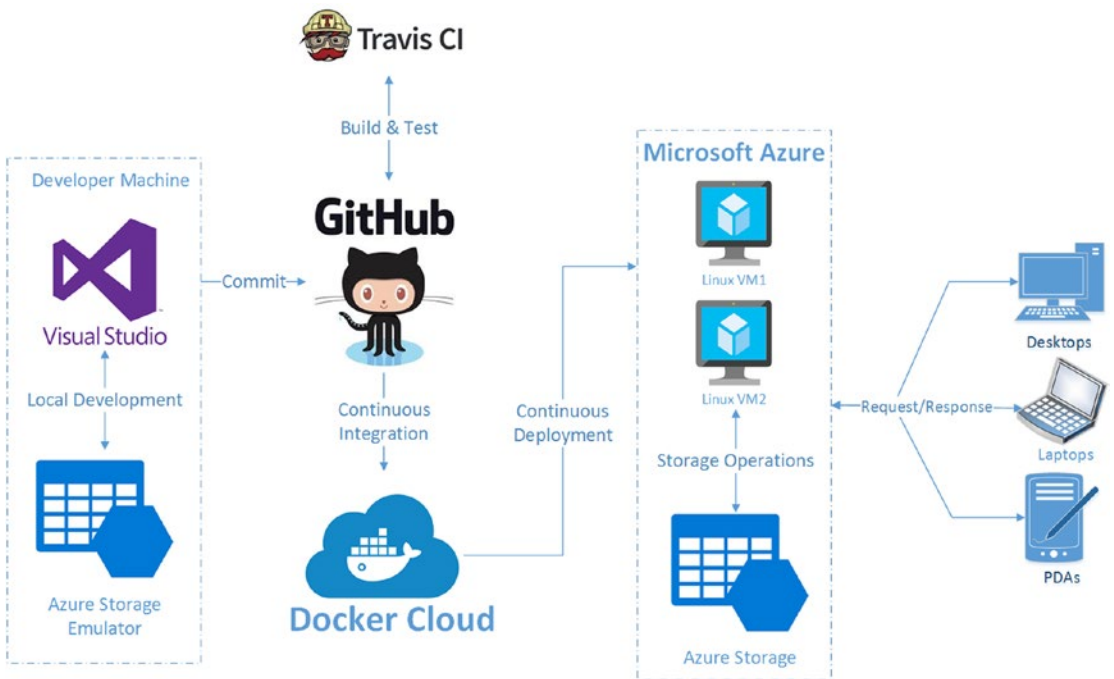 Travis CI
Build & Test
Developer Machine
Visual Studio
Local Development
Azure Storage
Emulator
Commit
GitHub
Continuous
Integration
Docker Cloud
Continuous
Deployment
Microsoft Azure
Linux VM1
Linux VM2
Storage Operations
Azure Storage
Request/Response
Desktops
Laptops
PDAs